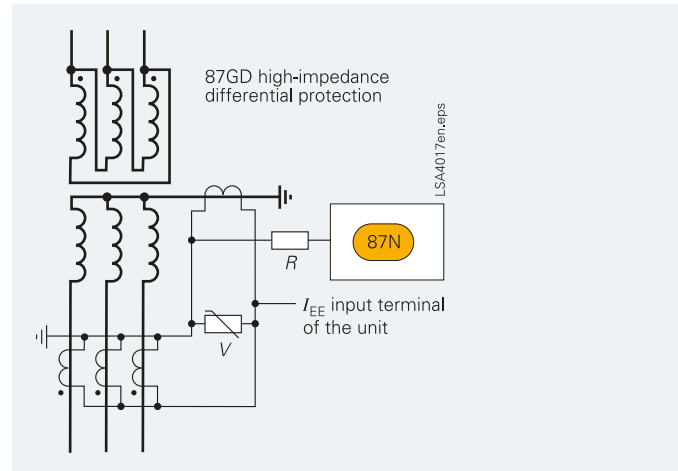 87GD high-impedance
differential protection
LSA4017en.eps
87N
R
I_EE input terminal
of the unit
V